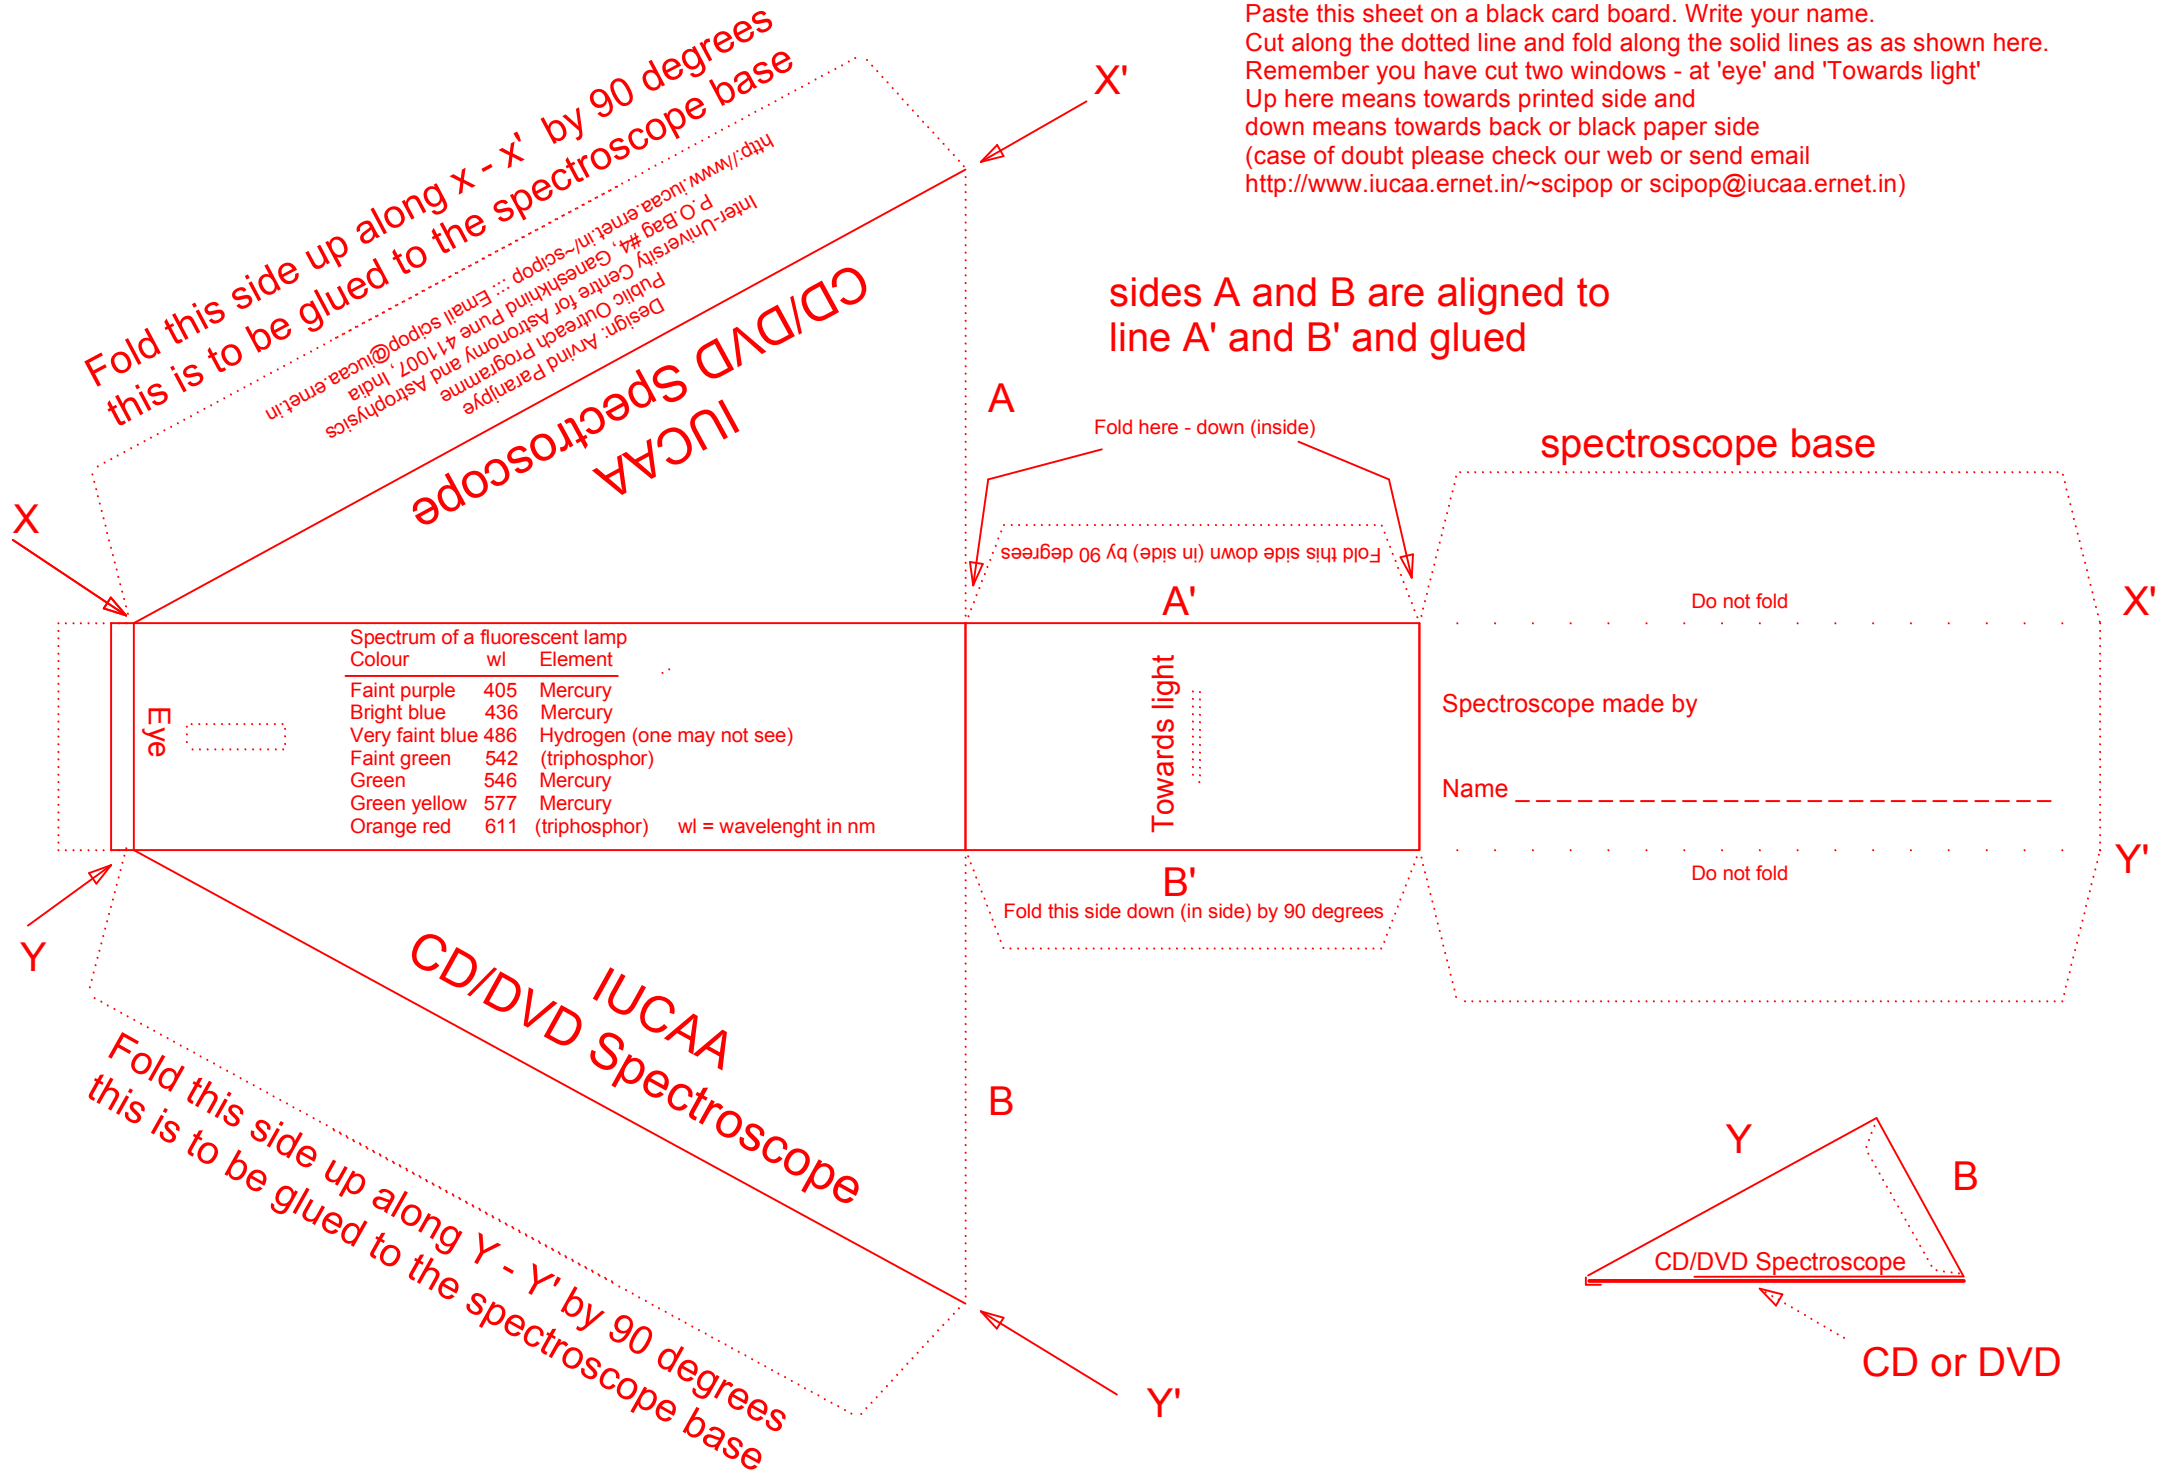 Paste this sheet on a black card board. Write your name.
Cut along the dotted line and fold along the solid lines as as shown here.
Remember you have cut two windows - at 'eye' and 'Towards light'
Up here means towards printed side and
down means towards back or black paper side
(case of doubt please check our web or send email
http://www.iucaa.ernet.in/~scipop or scipop@iucaa.ernet.in)
Fold this side up along x - x' by 90 degrees
this is to be glued to the spectroscope base
X'
IUCAA
CD/DVD Spectroscope
Design: Arvind Paranjpye
Public Outreach Programme
Inter-University Centre for Astronomy and Astrophysics
P.O.Bag #4, Ganeshkhind Pune 411007, India
http://www.iucaa.ernet.in/~scipop ::: Email scipop@iucaa.ernet.in
sides A and B are aligned to
line A' and B' and glued
A
Fold here - down (inside)
spectroscope base
X
Fold this side down (in side) by 90 degrees
A'
Do not fold
X'
Eye
Spectrum of a fluorescent lamp
Colour wl Element
Faint purple 405 Mercury
Bright blue 436 Mercury
Very faint blue 486 Hydrogen (one may not see)
Faint green 542 (triphosphor)
Green 546 Mercury
Green yellow 577 Mercury
Orange red 611 (triphosphor) wl = wavelenght in nm
Towards light
Spectroscope made by
Name _ _ _ _ _ _ _ _ _ _ _ _ _ _ _ _ _ _ _ _ _ _ _ _ _ _
Y'
Do not fold
B'
Fold this side down (in side) by 90 degrees
Y
IUCAA
CD/DVD Spectroscope
B
Fold this side up along Y - Y' by 90 degrees
this is to be glued to the spectroscope base
Y'
Y
B
CD/DVD Spectroscope
CD or DVD